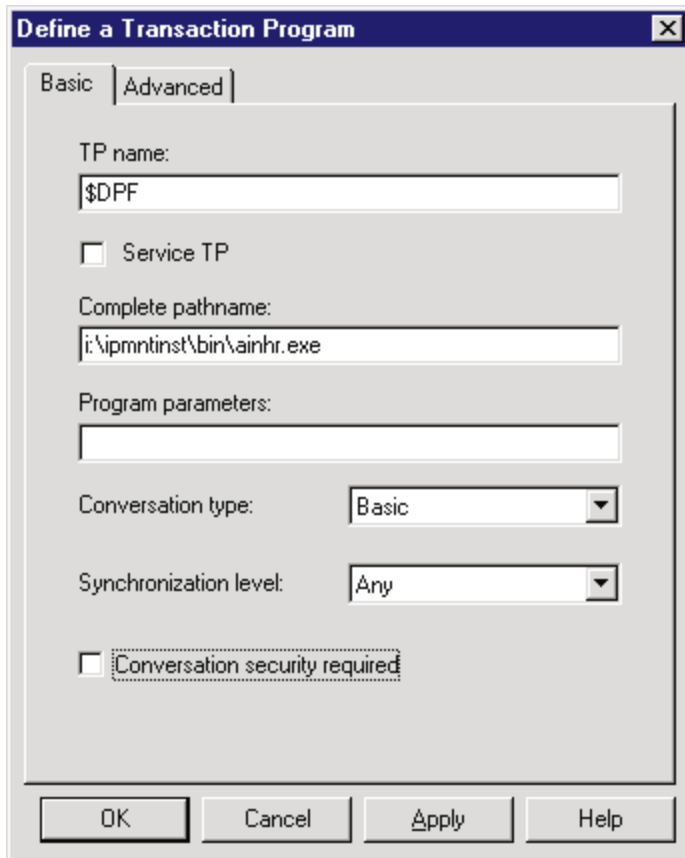 Define a Transaction Program
Basic Advanced
TP name:
$DPF
Service TP
Complete pathname:
i:\ipmntinst\bin\ainhr.exe
Program parameters:
Conversation type: Basic
Synchronization level: Any
Conversation security required
OK Cancel Apply Help